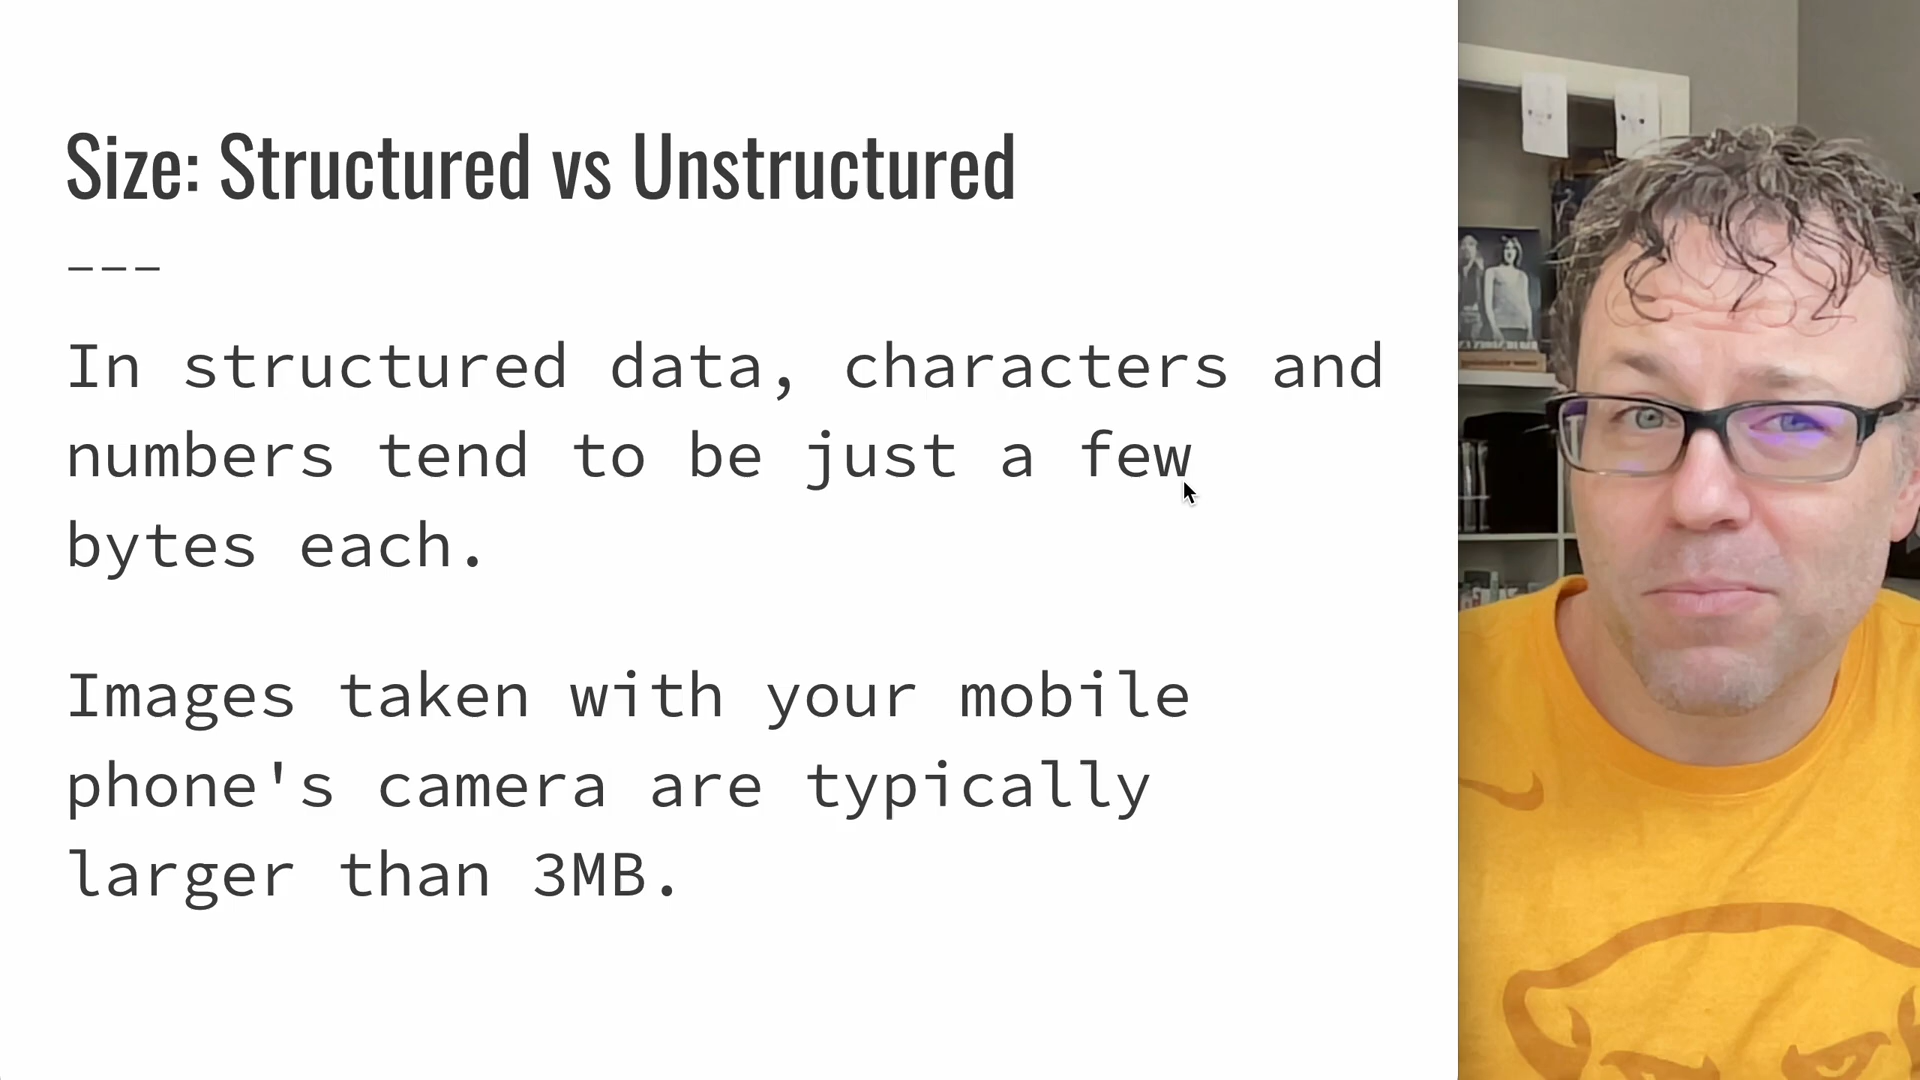 Size: Structured vs Unstructured
---
In structured data, characters and
numbers tend to be just a few
bytes each.
Images taken with your mobile
phone's camera are typically
larger than 3MB.